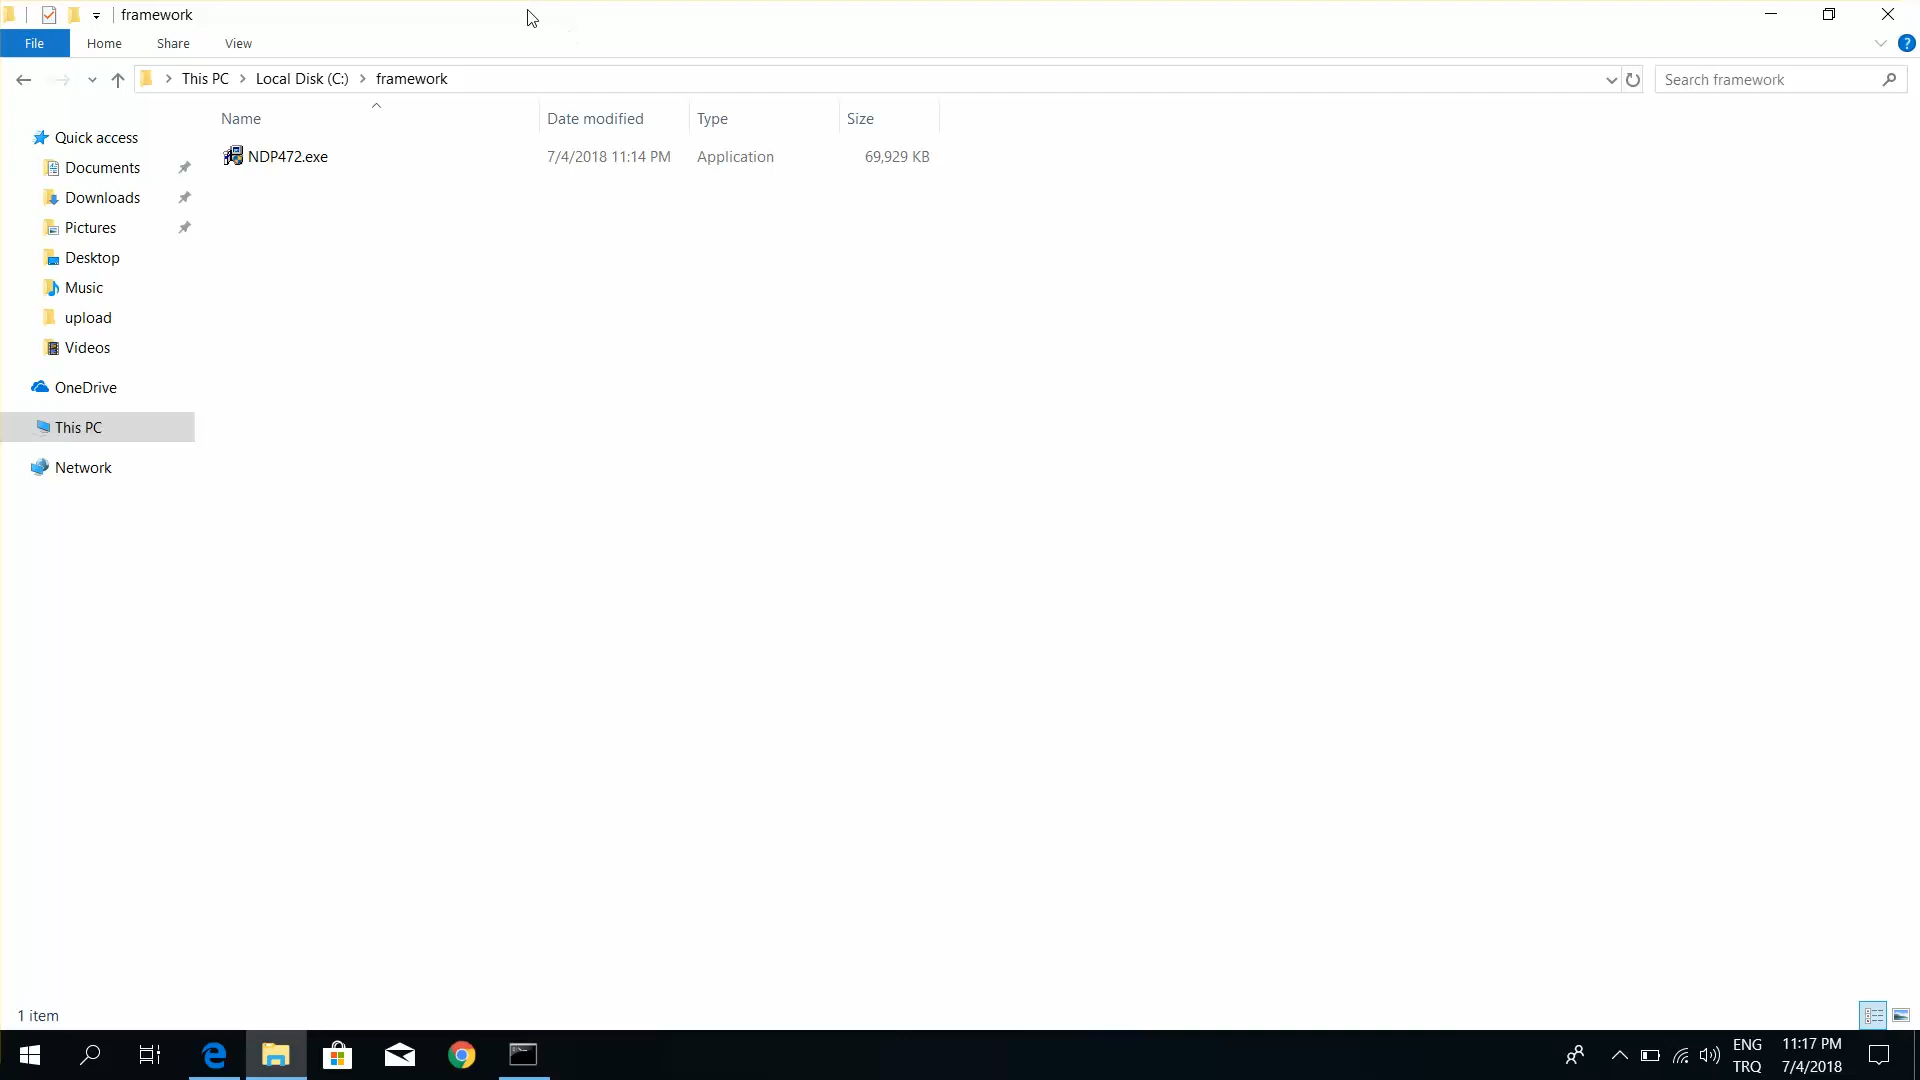 framework
File Home Share View
This PC Local Disk (C:) framework
Search framework
Name Date modified Type Size
NDP472.exe 7/4/2018 11:14 PM Application 69,929 KB
Quick access
Documents
Downloads
Pictures
Desktop
Music
upload
Videos
OneDrive
This PC
Network
1 item
ENG 11:17 PM
TRQ 7/4/2018